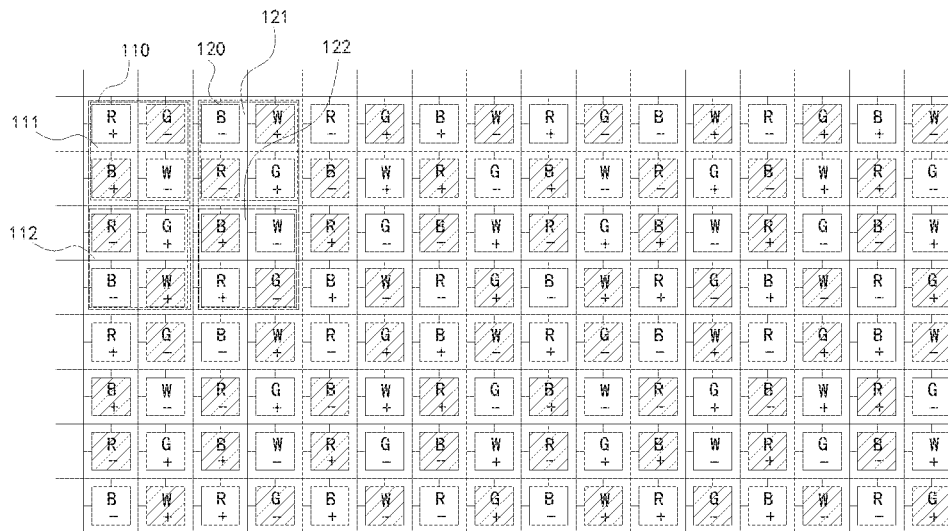 121
110 120 122
R G B W R G B W R G B W R G B W
+ - - + - + + - + - - + - + + -
111
B W R G B W R G B W R G B W R G
+ - - + - + + - + - - + - + + -
R G B W R G B W R G B W R G B W
- + + - + - - + - + + - + - - +
112
B W R G B W R G B W R G B W R G
- + + - + - - + - + + - + - - +
R G B W R G B W R G B W R G B W
+ - - + - + + - + - - + - + + -
B W R G B W R G B W R G B W R G
+ - - + - + + - + - - + - + + -
R G B W R G B W R G B W R G B W
- + + - + - - + - + + - + - - +
B W R G B W R G B W R G B W R G
- + + - + - - + - + + - + - - +